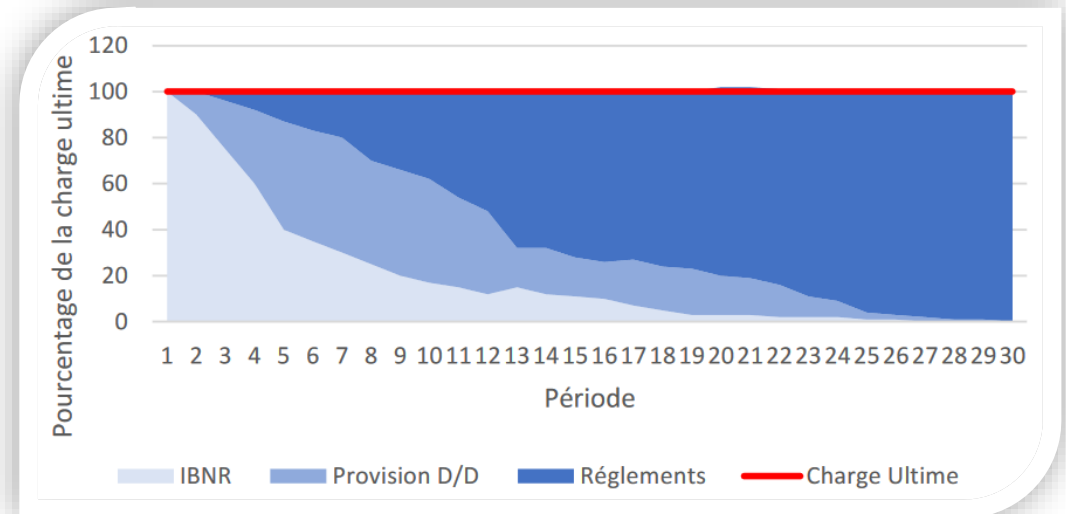 Pourcentage de la charge ultime
120
100
80
60
40
20
0
1 2 3 4 5 6 7 8 9 10 11 12 13 14 15 16 17 18 19 20 21 22 23 24 25 26 27 28 29 30
Période
IBNR Provision D/D Réglements Charge Ultime